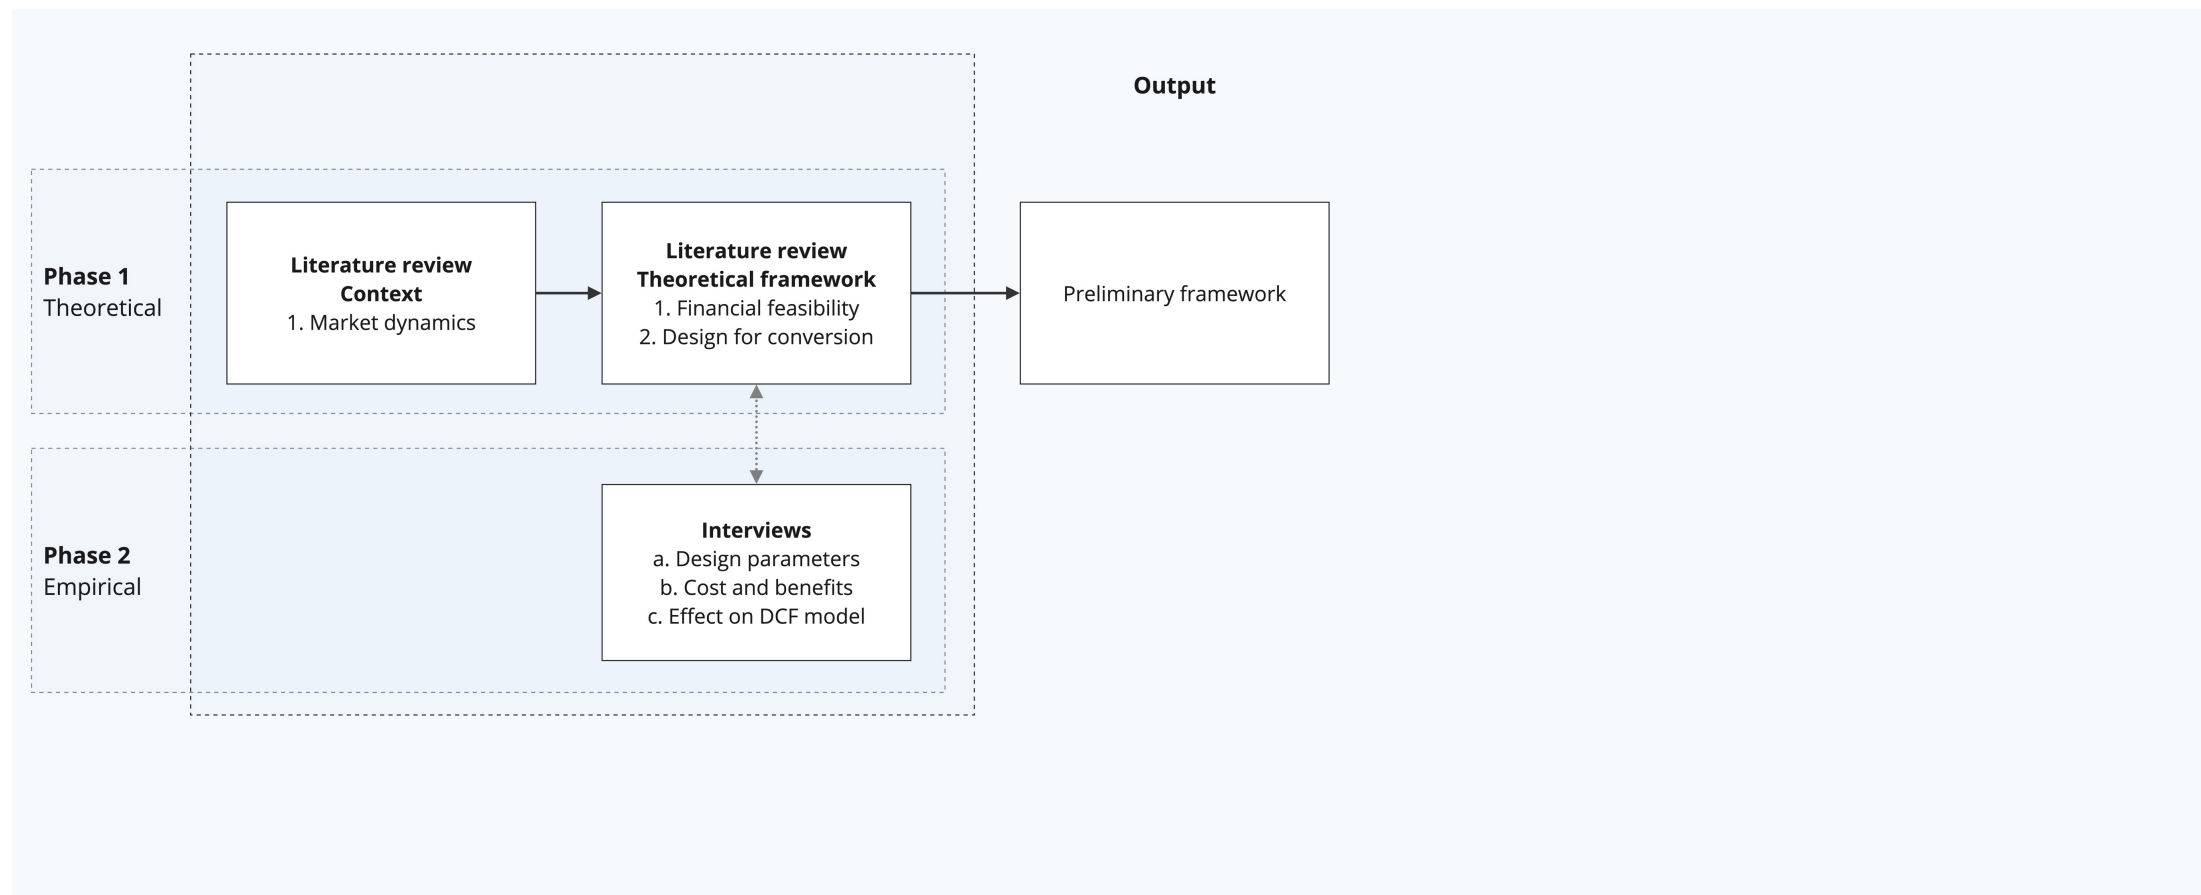 Output
Phase 1
Theoretical
Literature review
Context
1. Market dynamics
Literature review
Theoretical framework
1. Financial feasibility
2. Design for conversion
Preliminary framework
Phase 2
Empirical
Interviews
a. Design parameters
b. Cost and benefits
c. Effect on DCF model